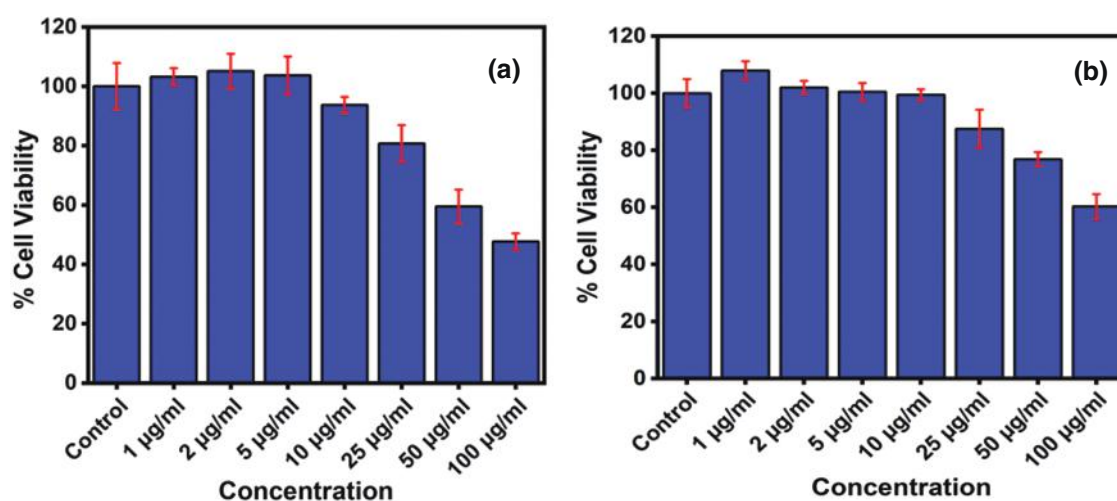 (a)
% Cell Viability
120
100
80
60
40
20
0
Control
1 µg/ml
2 µg/ml
5 µg/ml
10 µg/ml
25 µg/ml
50 µg/ml
100 µg/ml
Concentration
(b)
% Cell Viability
120
100
80
60
40
20
0
Control
1 µg/ml
2 µg/ml
5 µg/ml
10 µg/ml
25 µg/ml
50 µg/ml
100 µg/ml
Concentration